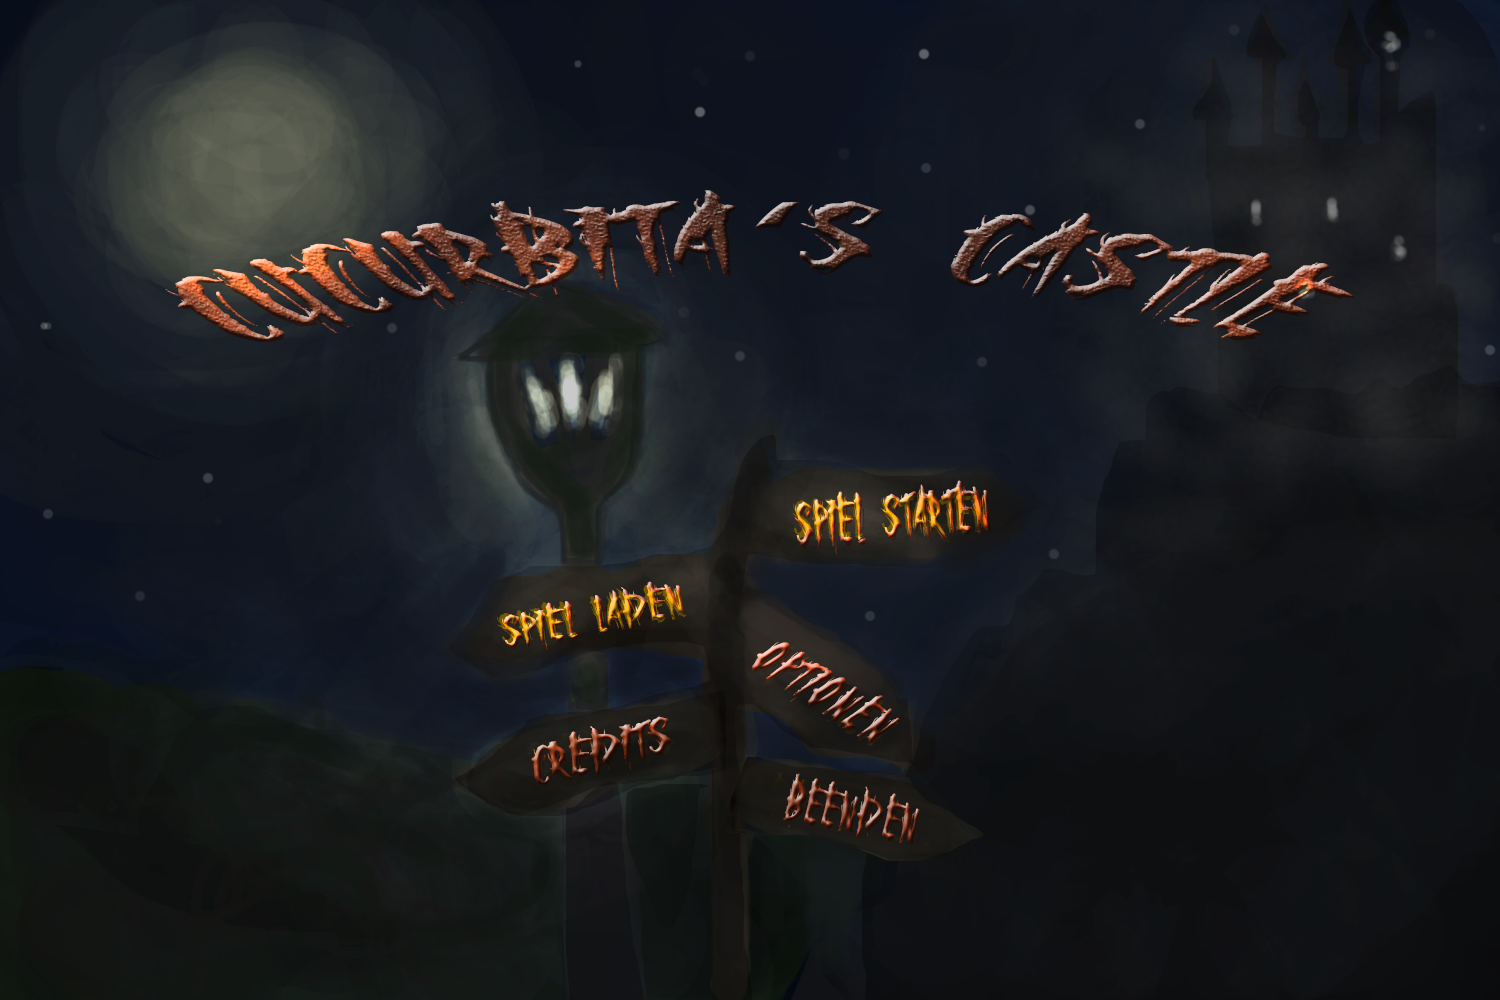 CUCURBITA´S CASTLE
SPIEL STARTEN
SPIEL LADEN
OPTIONEN
CREDITS
BEENDEN